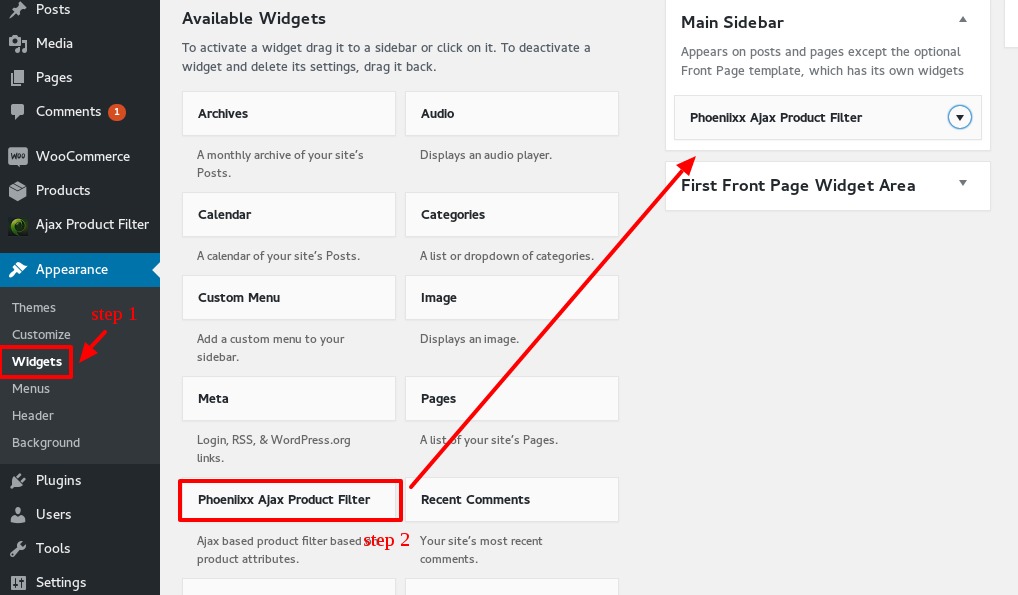 Posts
Media
Pages
Comments 1
WooCommerce
Products
Ajax Product Filter
Appearance
Themes
step 1
Customize
Widgets
Menus
Header
Background
Plugins
Users
Tools
Settings
Available Widgets
To activate a widget drag it to a sidebar or click on it. To deactivate a
widget and delete its settings, drag it back.
Archives
A monthly archive of your site's
Posts.
Audio
Displays an audio player.
Calendar
A calendar of your site's Posts.
Categories
A list or dropdown of categories.
Custom Menu
Add a custom menu to your
sidebar.
Image
Displays an image.
Meta
Login, RSS, & WordPress.org
links.
Pages
A list of your site's Pages.
Phoeniixx Ajax Product Filter
Ajax based product filter based on
product attributes.
step 2
Recent Comments
Your site's most recent
comments.
Main Sidebar
Appears on posts and pages except the optional
Front Page template, which has its own widgets
Phoeniixx Ajax Product Filter
First Front Page Widget Area